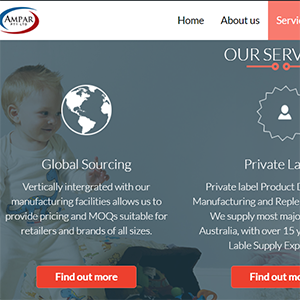 AMPAR
PTY LTD
Home About us Servic
OUR SERV
Global Sourcing
Vertically intergrated with our
manufacturing facilities allows us to
provide pricing and MOQs suitable for
retailers and brands of all sizes.
Find out more
Private La
Private label Product D
Manufacturing and Reple
We supply most major
Australia, with over 15 y
Lable Supply Exp
Find out mo